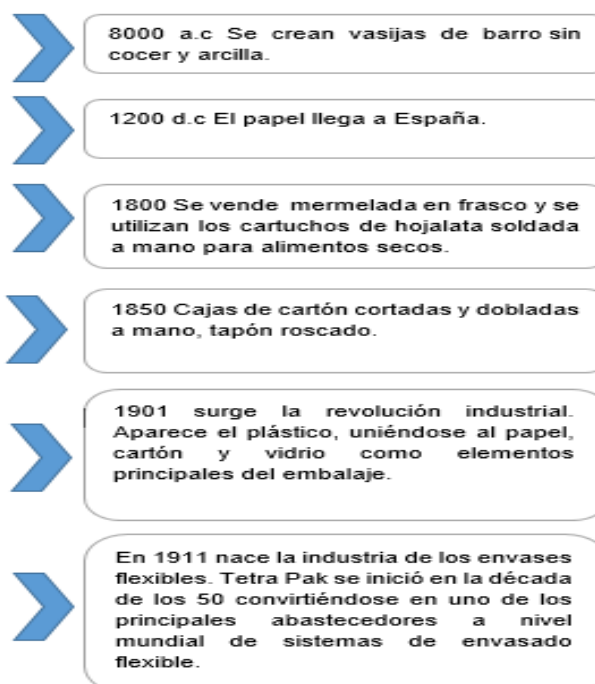 8000 a.c Se crean vasijas de barro sin
cocer y arcilla.
1200 d.c El papel llega a España.
1800 Se vende mermelada en frasco y se
utilizan los cartuchos de hojalata soldada
a mano para alimentos secos.
1850 Cajas de cartón cortadas y dobladas
a mano, tapón roscado.
1901 surge la revolución industrial.
Aparece el plástico, uniéndose al papel,
cartón y vidrio como elementos
principales del embalaje.
En 1911 nace la industria de los envases
flexibles. Tetra Pak se inició en la década
de los 50 convirtiéndose en uno de los
principales abastecedores a nivel
mundial de sistemas de envasado
flexible.